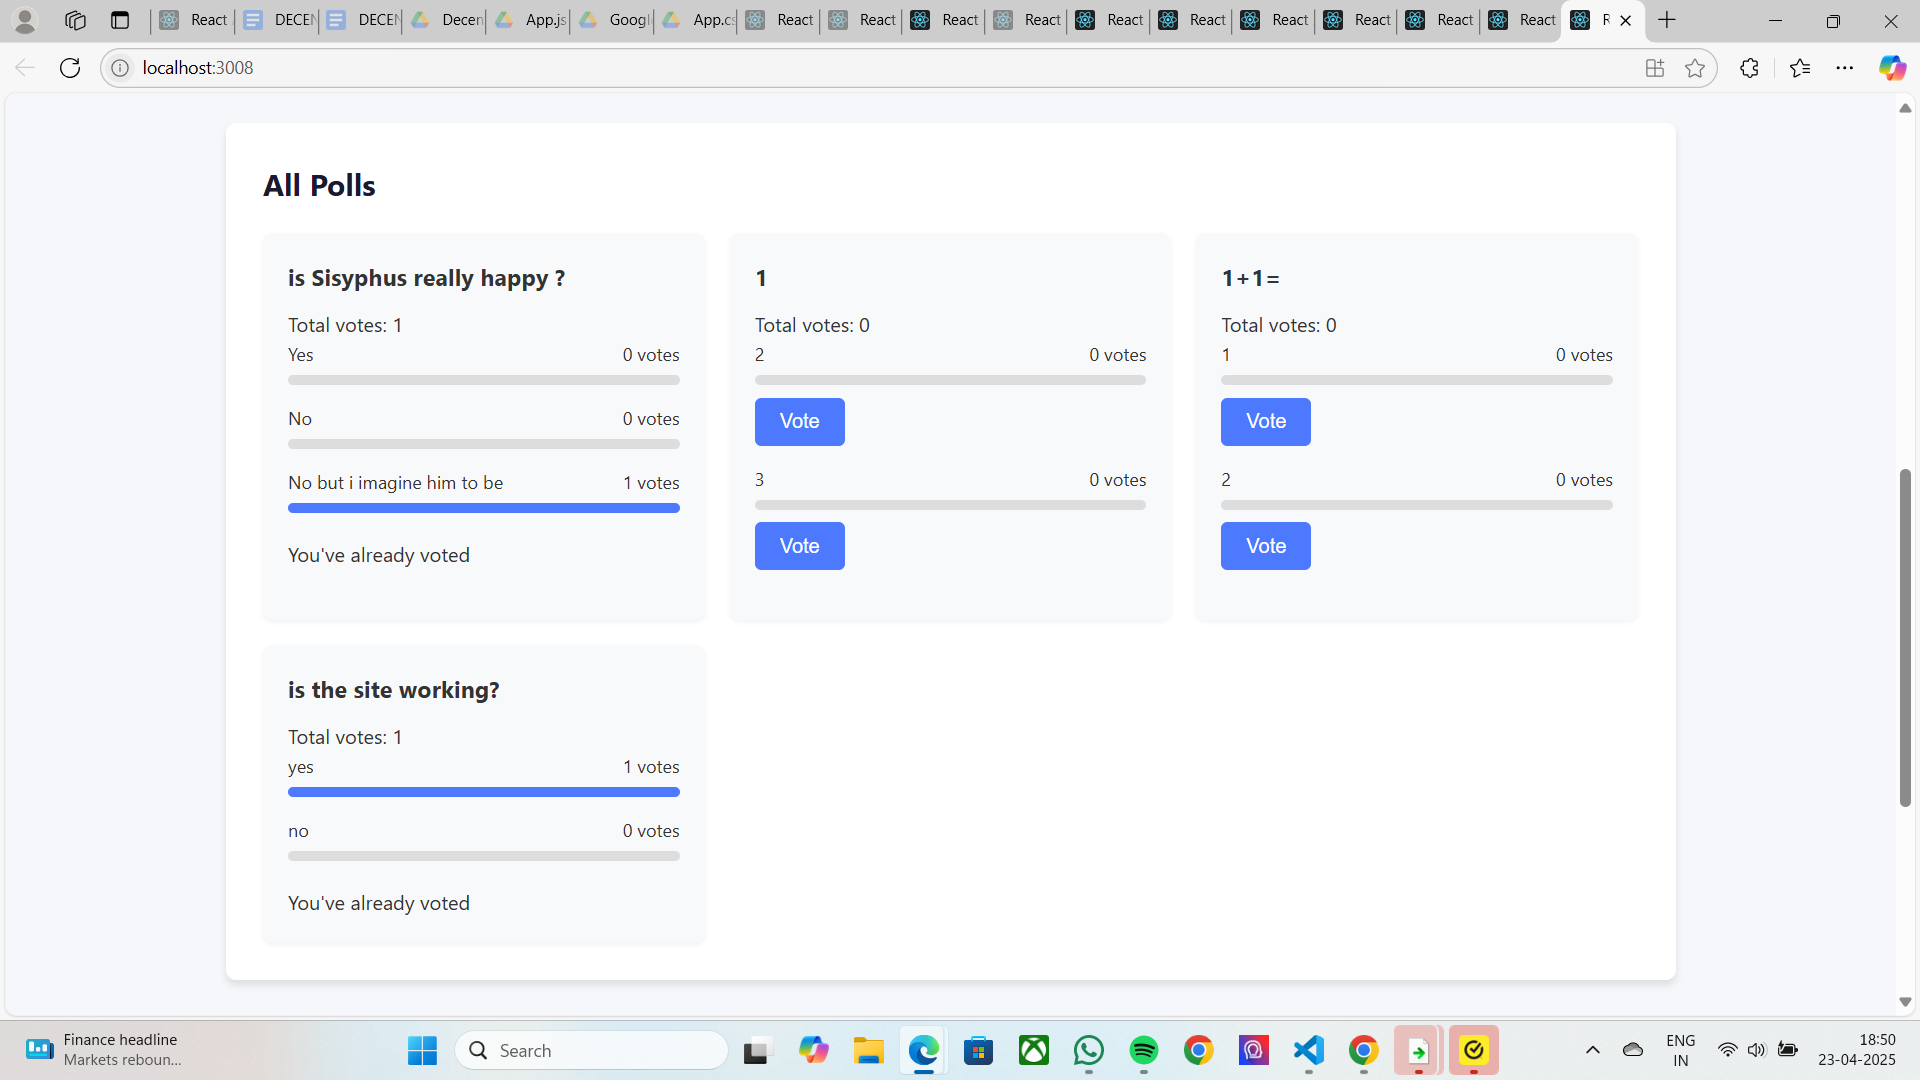 React
DECEN
DECEN
Decen
App.js
Googl
App.cs
React
React
React
React
React
React
React
React
React
React
localhost:3008
All Polls
is Sisyphus really happy ?
Total votes: 1
Yes 0 votes
No 0 votes
No but i imagine him to be 1 votes
You've already voted
1
Total votes: 0
2 0 votes
Vote
3 0 votes
Vote
1+1=
Total votes: 0
1 0 votes
Vote
2 0 votes
Vote
is the site working?
Total votes: 1
yes 1 votes
no 0 votes
You've already voted
Finance headline
Markets reboun...
Search
ENG
IN
18:50
23-04-2025